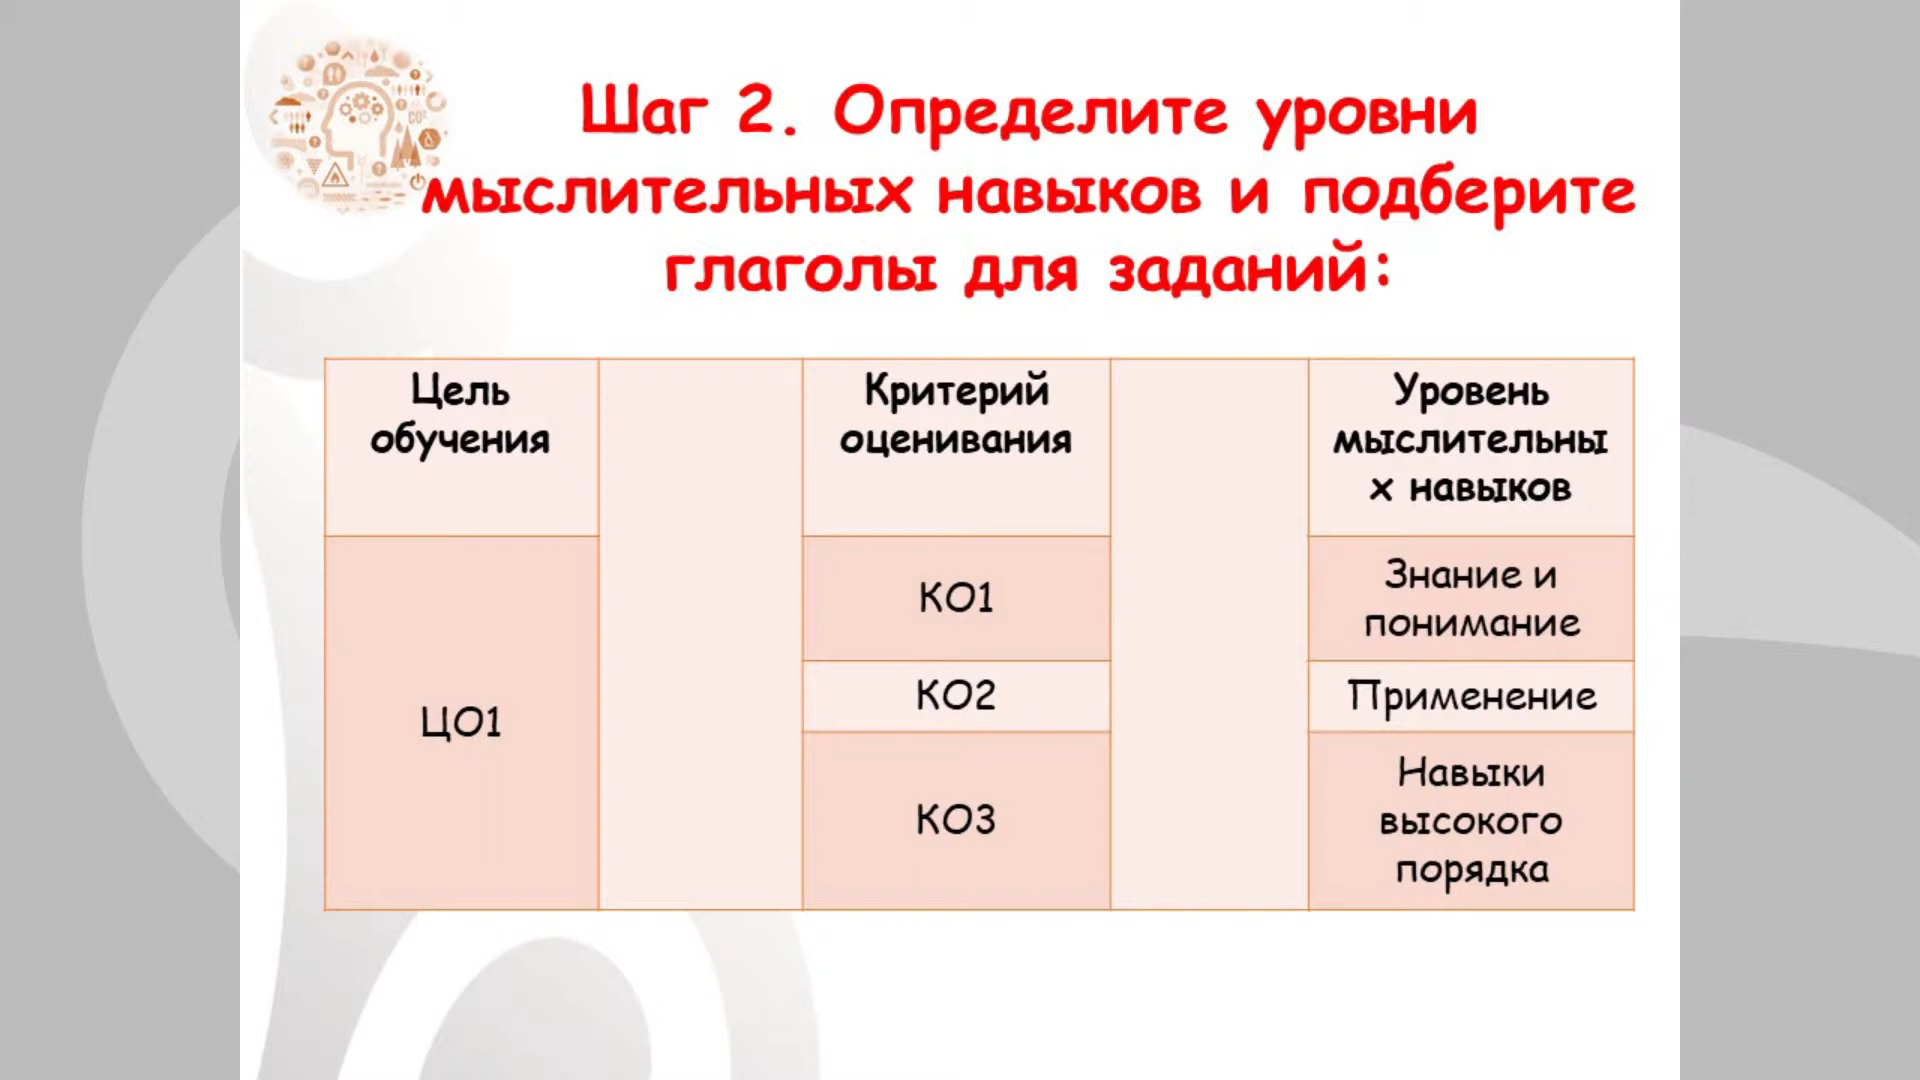 Шаг 2. Определите уровни
мыслительных навыков и подберите
глаголы для заданий:
Цель
обучения
Критерий
оценивания
Уровень
мыслительны
х навыков
ЦО1
КО1
Знание и
понимание
КО2
Применение
КО3
Навыки
высокого
порядка
CO²